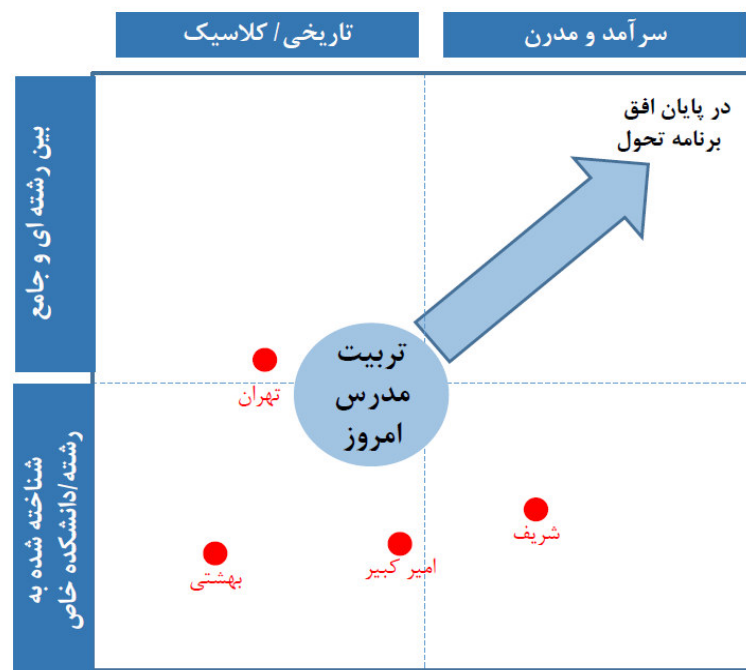 سرآمد و مدرن
تاریخی/ کلاسیک
بین رشته ای و جامع
در پایان افق
برنامه تحول
تربیت
مدرس
امروز
تهران
شناخته شده به
رشته/دانشکده خاص
شریف
امیر کبیر
بهشتی